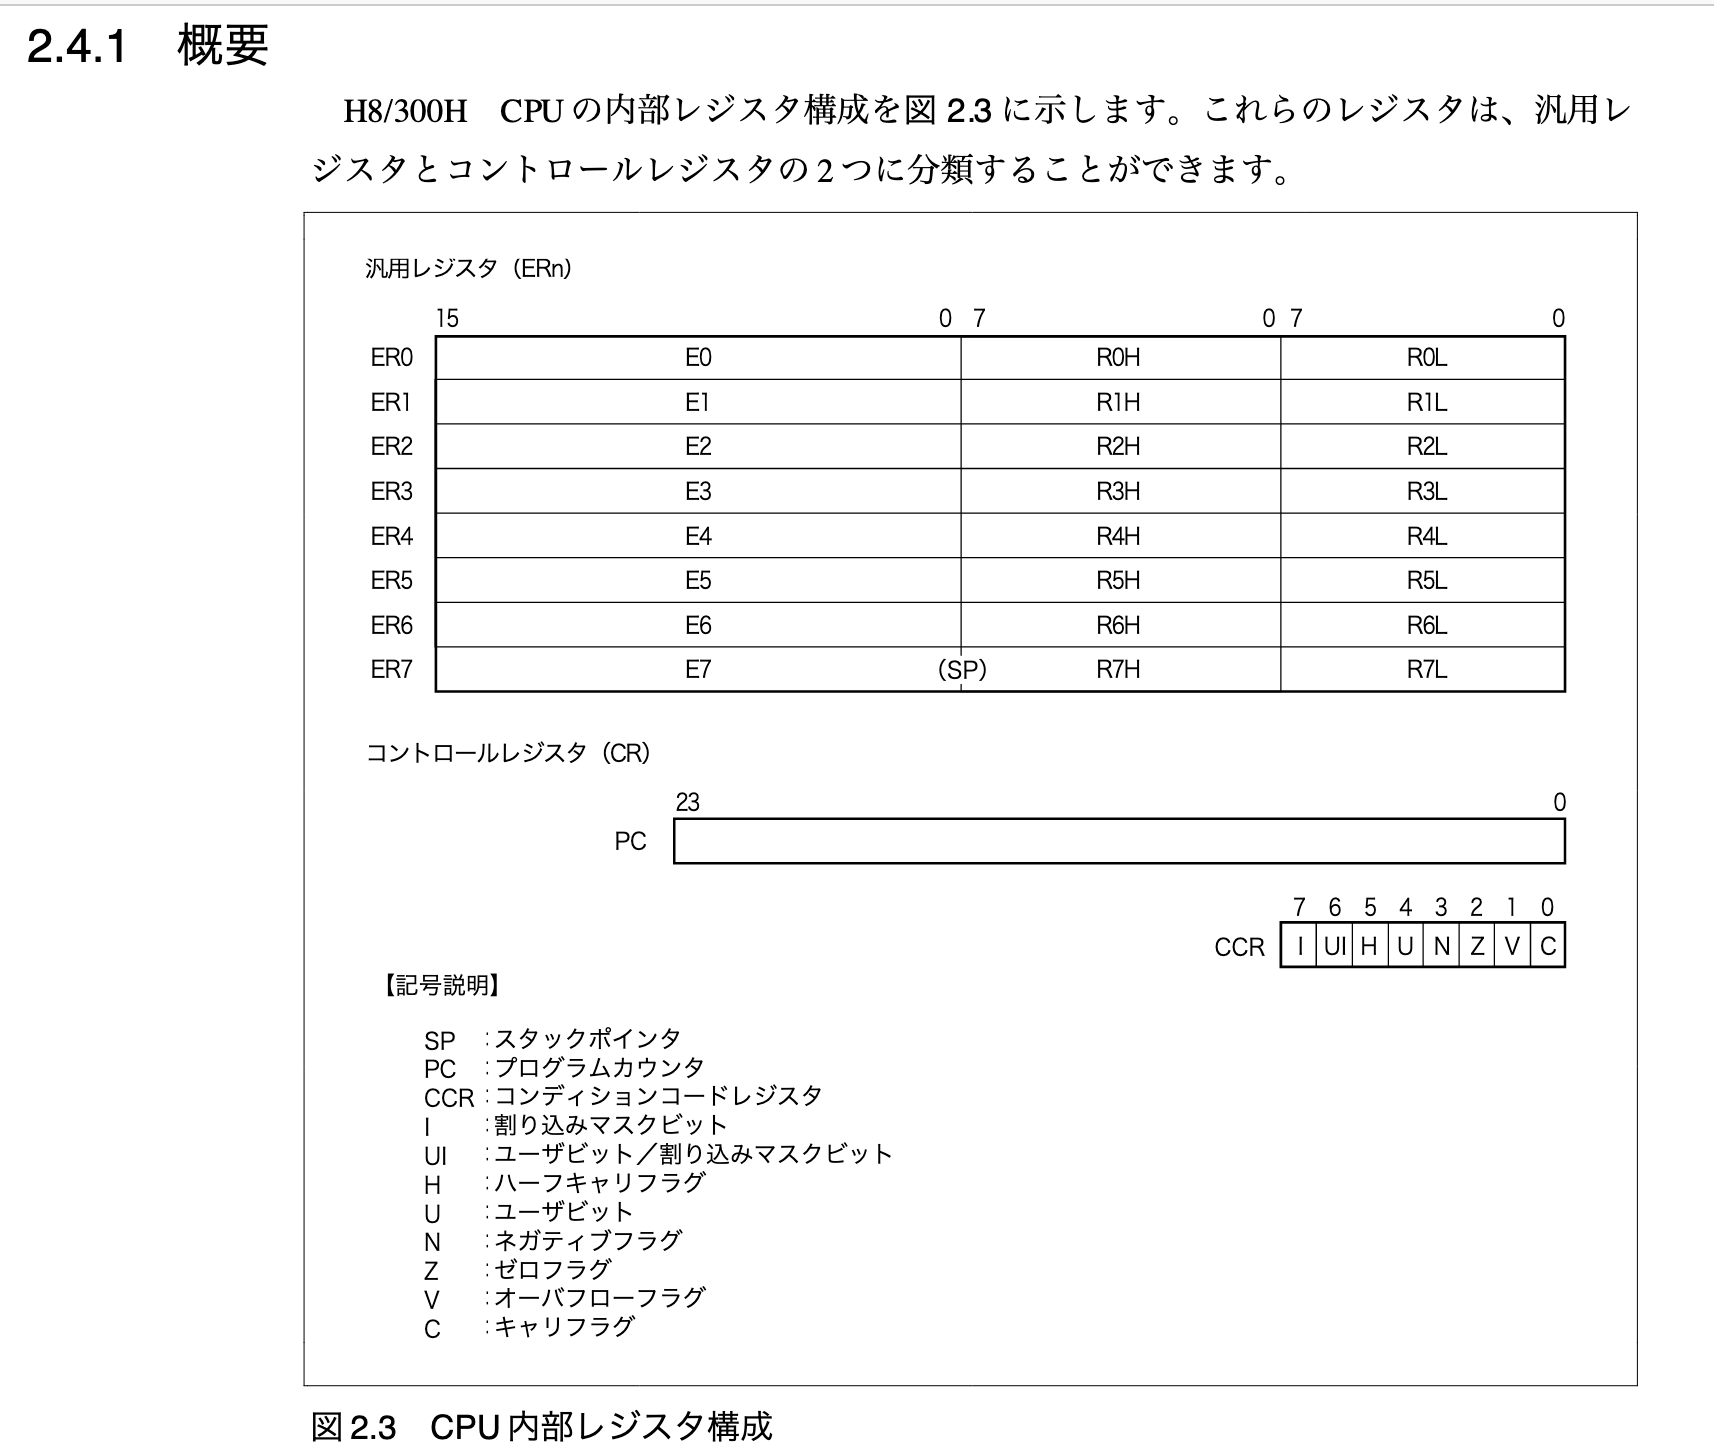 2.4.1 概要
H8/300H CPUの内部レジスタ構成を図2.3に示します。これらのレジスタは、汎用レ
ジスタとコントロールレジスタの2つに分類することができます。
汎用レジスタ（ERn）
15 0 7 0 7 0
ER0 E0 R0H R0L
ER1 E1 R1H R1L
ER2 E2 R2H R2L
ER3 E3 R3H R3L
ER4 E4 R4H R4L
ER5 E5 R5H R5L
ER6 E6 R6H R6L
ER7 E7 (SP) R7H R7L
コントロールレジスタ（CR）
23 0
PC
7 6 5 4 3 2 1 0
CCR I UI H U N Z V C
【記号説明】
SP :スタックポインタ
PC :プログラムカウンタ
CCR :コンディションコードレジスタ
I :割り込みマスクビット
UI :ユーザビット／割り込みマスクビット
H :ハーフキャリフラグ
U :ユーザビット
N :ネガティブフラグ
Z :ゼロフラグ
V :オーバフローフラグ
C :キャリフラグ
図2.3 CPU内部レジスタ構成